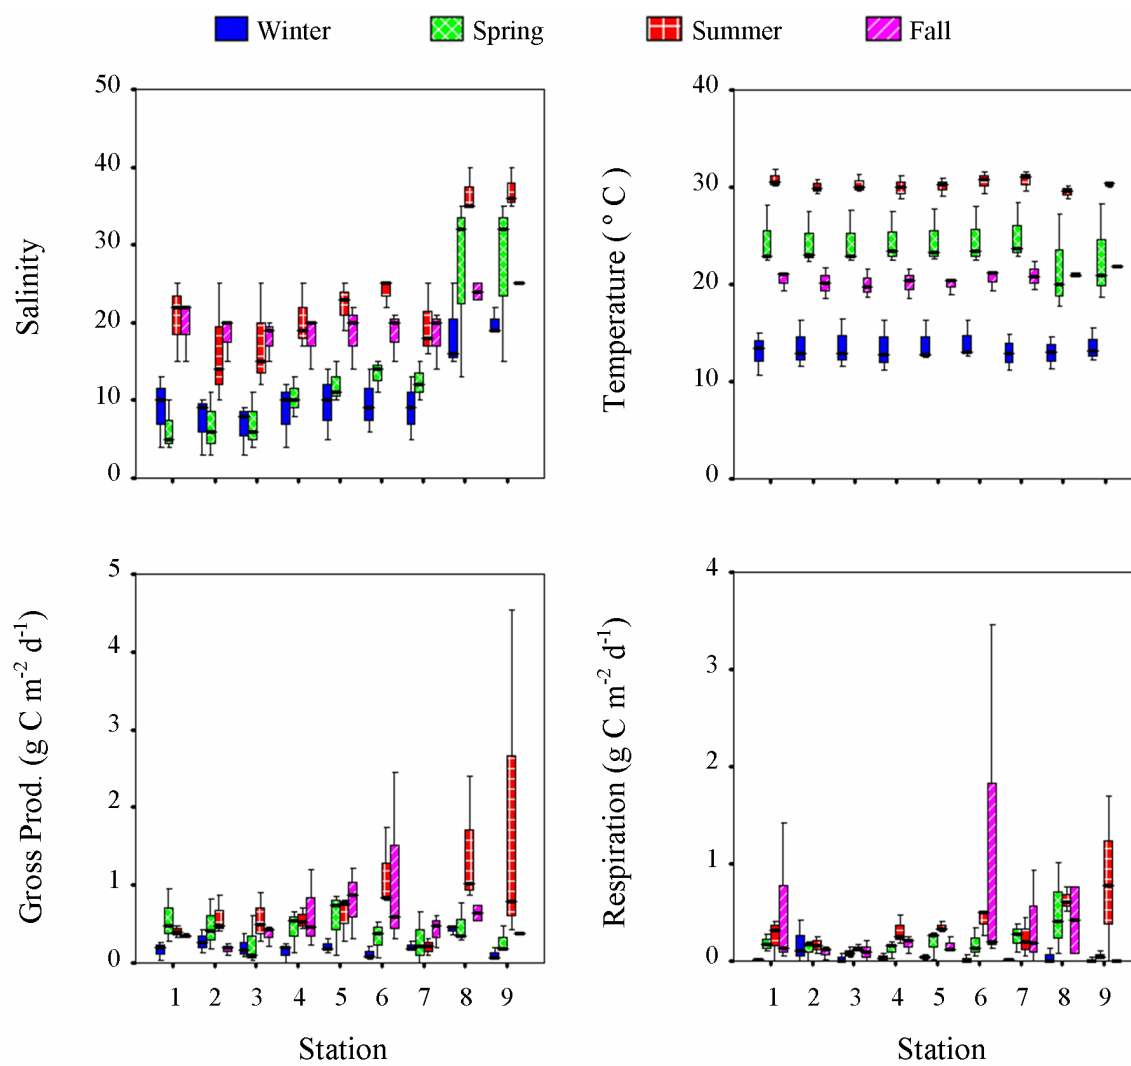 Winter Spring Summer Fall
50
40
30
20
10
0
Salinity
40
30
20
10
0
Temperature ( ° C )
5
4
3
2
1
0
Gross Prod. (g C m-2 d-1)
1 2 3 4 5 6 7 8 9
Station
4
3
2
1
0
Respiration (g C m-2 d-1)
1 2 3 4 5 6 7 8 9
Station